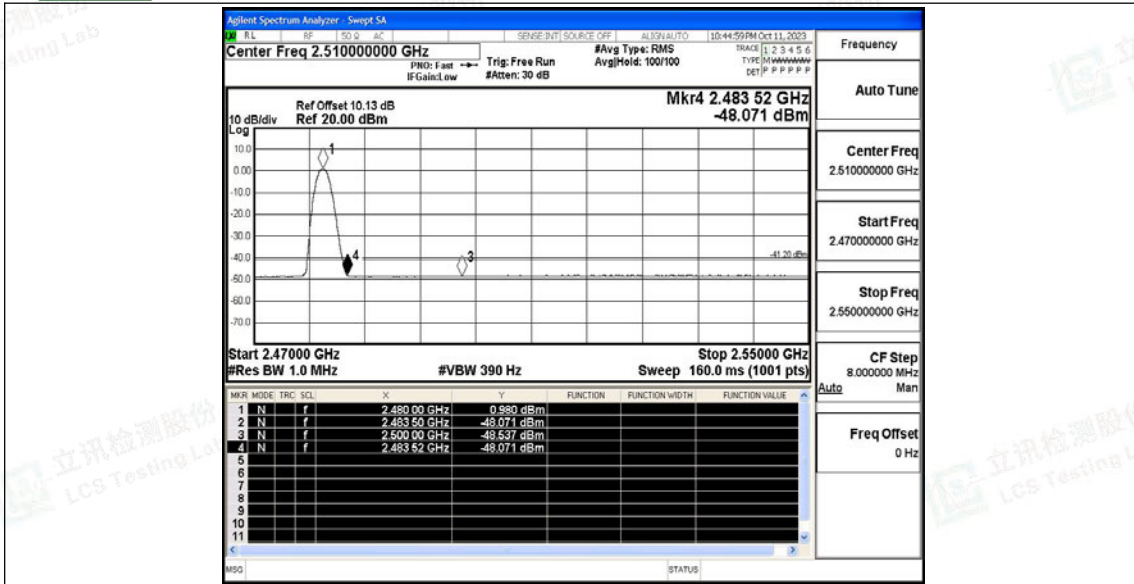 Agilent Spectrum Analyzer - Swept SA
RL RF 50 Ω AC SENSE:INT SOURCE OFF ALIGNAUTO 10:44:59PM Oct 11, 2023
Center Freq 2.510000000 GHz #Avg Type: RMS TRACE 1 2 3 4 5 6
PNO: Fast Trig: Free Run Avg|Hold: 100/100 TYPE M
IFGain:Low #Atten: 30 dB DET P P P P P P
Frequency
Mkr4 2.483 52 GHz
-48.071 dBm
Ref Offset 10.13 dB
10 dB/div Ref 20.00 dBm
Log
10.0
0.00
-10.0
-20.0
-30.0
-40.0
-50.0
-60.0
-70.0
1
4
3
-41.20 dBm
Start 2.47000 GHz Stop 2.55000 GHz
#Res BW 1.0 MHz #VBW 390 Hz Sweep 160.0 ms (1001 pts)
MKR MODE TRC SCL X Y FUNCTION FUNCTION WIDTH FUNCTION VALUE
1 N f 2.480 00 GHz 0.980 dBm
2 N f 2.483 50 GHz -48.071 dBm
3 N f 2.500 00 GHz -48.537 dBm
4 N f 2.483 52 GHz -48.071 dBm
5
6
7
8
9
10
11
MSG STATUS
Auto Tune
Center Freq
2.510000000 GHz
Start Freq
2.470000000 GHz
Stop Freq
2.550000000 GHz
CF Step
8.000000 MHz
Auto Man
Freq Offset
0 Hz
立讯检测股份
LCS Testing Lab
立讯检测股份
LCS Testing L